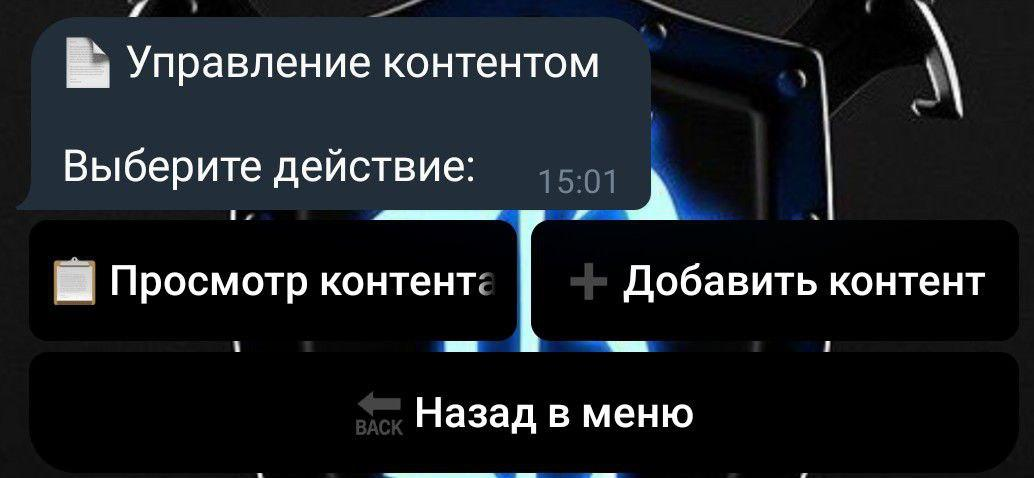 Управление контентом
Выберите действие:
15:01
Просмотр контента
Добавить контент
BACK Назад в меню